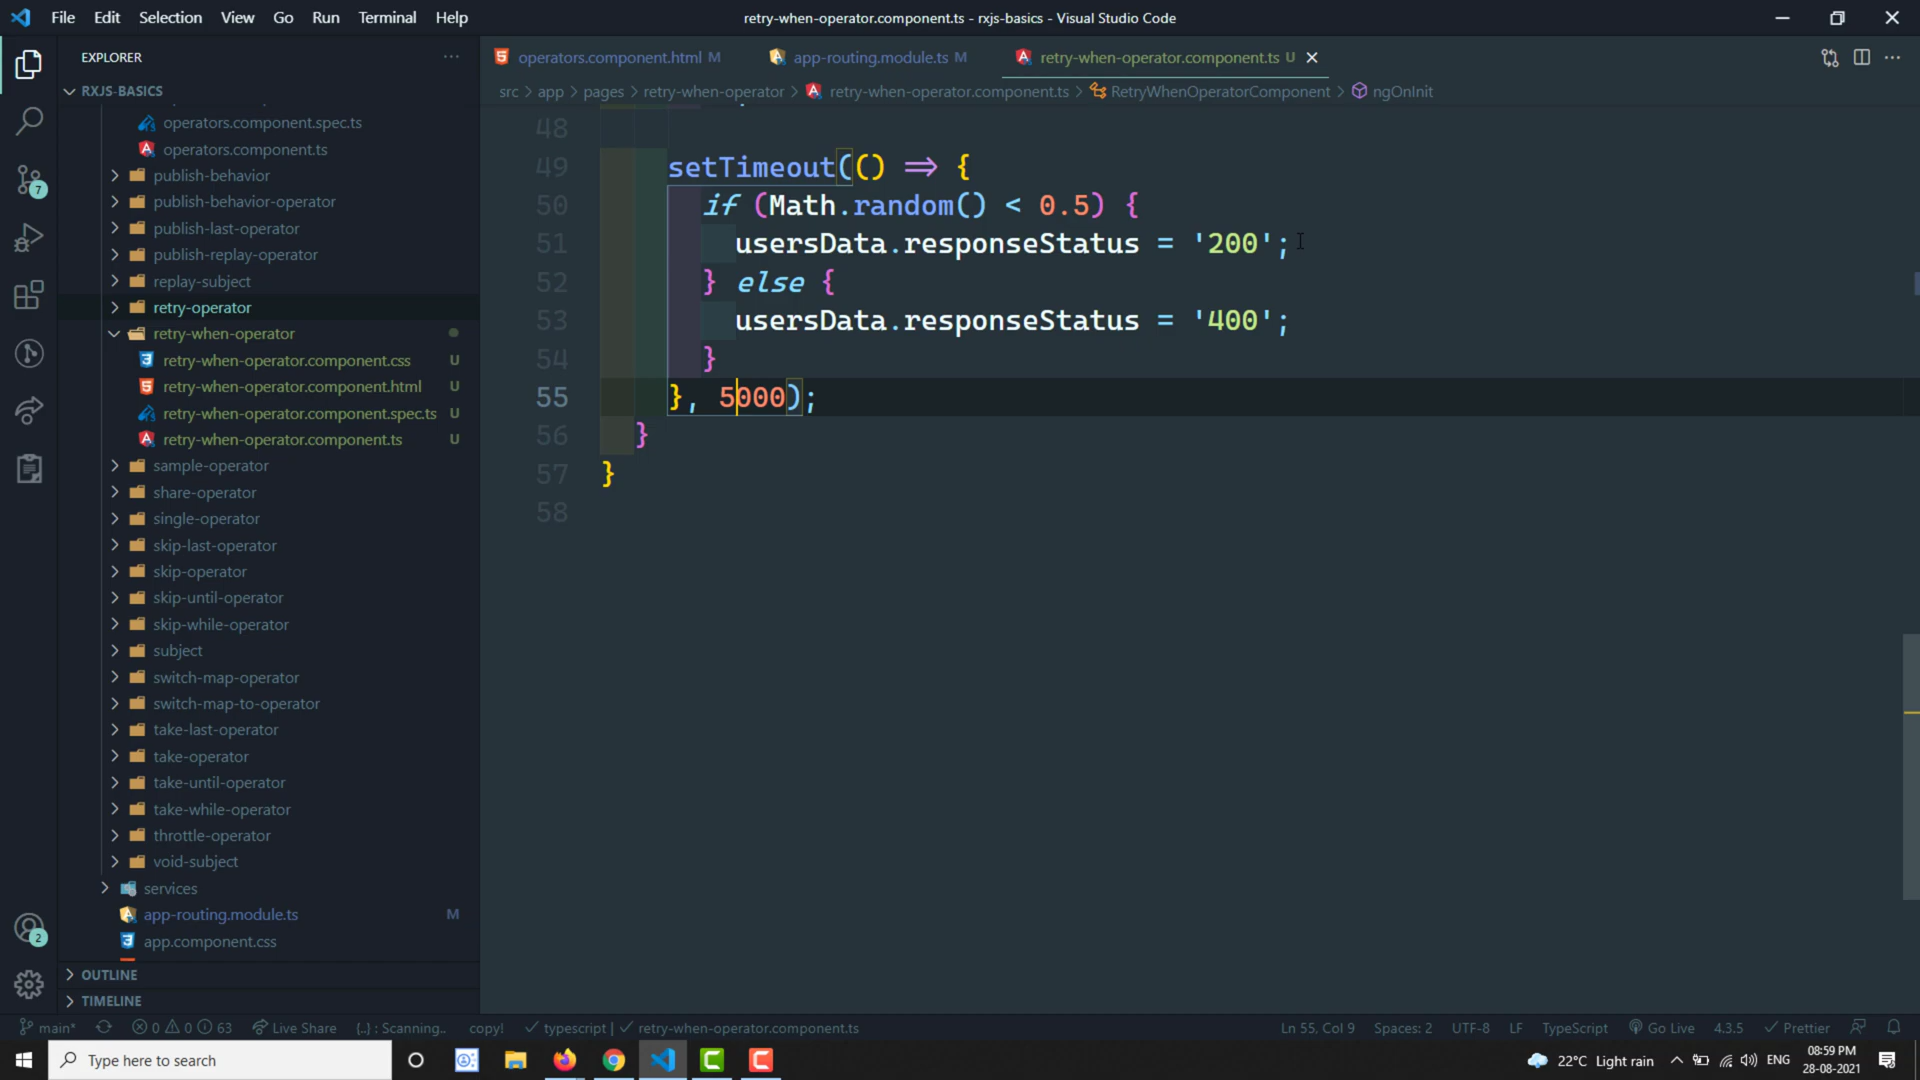 File Edit Selection View Go Run Terminal Help
retry-when-operator.component.ts - rxjs-basics - Visual Studio Code
EXPLORER
RXJS-BASICS
operators.component.spec.ts
operators.component.ts
publish-behavior
publish-behavior-operator
publish-last-operator
publish-replay-operator
replay-subject
retry-operator
retry-when-operator
retry-when-operator.component.css U
retry-when-operator.component.html U
retry-when-operator.component.spec.ts U
retry-when-operator.component.ts U
sample-operator
share-operator
single-operator
skip-last-operator
skip-operator
skip-until-operator
skip-while-operator
subject
switch-map-operator
switch-map-to-operator
take-last-operator
take-operator
take-until-operator
take-while-operator
throttle-operator
void-subject
services
app-routing.module.ts M
app.component.css
OUTLINE
TIMELINE
7
2
operators.component.html M
app-routing.module.ts M
retry-when-operator.component.ts U
src > app > pages > retry-when-operator > retry-when-operator.component.ts > RetryWhenOperatorComponent > ngOnInit
48
49 setTimeout(() => {
50 if (Math.random() < 0.5) {
51 usersData.responseStatus = '200';
52 } else {
53 usersData.responseStatus = '400';
54 }
55 }, 5000);
56 }
57 }
58
main* 0 0 63 Live Share {..} : Scanning.. copy! typescript | retry-when-operator.component.ts
Ln 55, Col 9 Spaces: 2 UTF-8 LF TypeScript Go Live 4.3.5 Prettier
Type here to search
22°C Light rain ENG
08:59 PM
28-08-2021